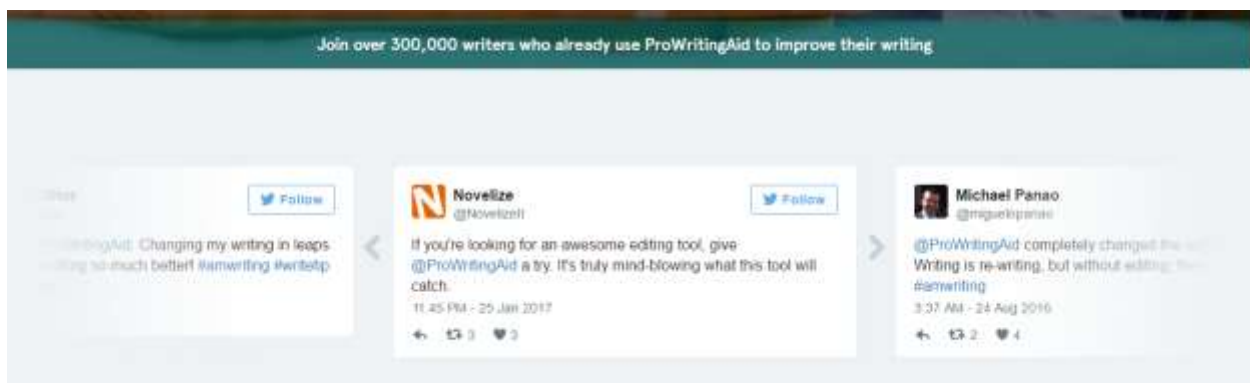 Join over 300,000 writers who already use ProWritingAid to improve their writing
Follow
Changing my writing in leaps
so much better! #amwriting #writetip
Novelize
@NovelizeIt
Follow
If you're looking for an awesome editing tool, give
@ProWritingAid a try. It's truly mind-blowing what this tool will
catch.
11:45 PM - 25 Jan 2017
3 3
Michael Panao
@miguelopanao
@ProWritingAid completely changed the
Writing is re-writing, but without editing,
#amwriting
3:37 AM - 24 Aug 2016
2 4